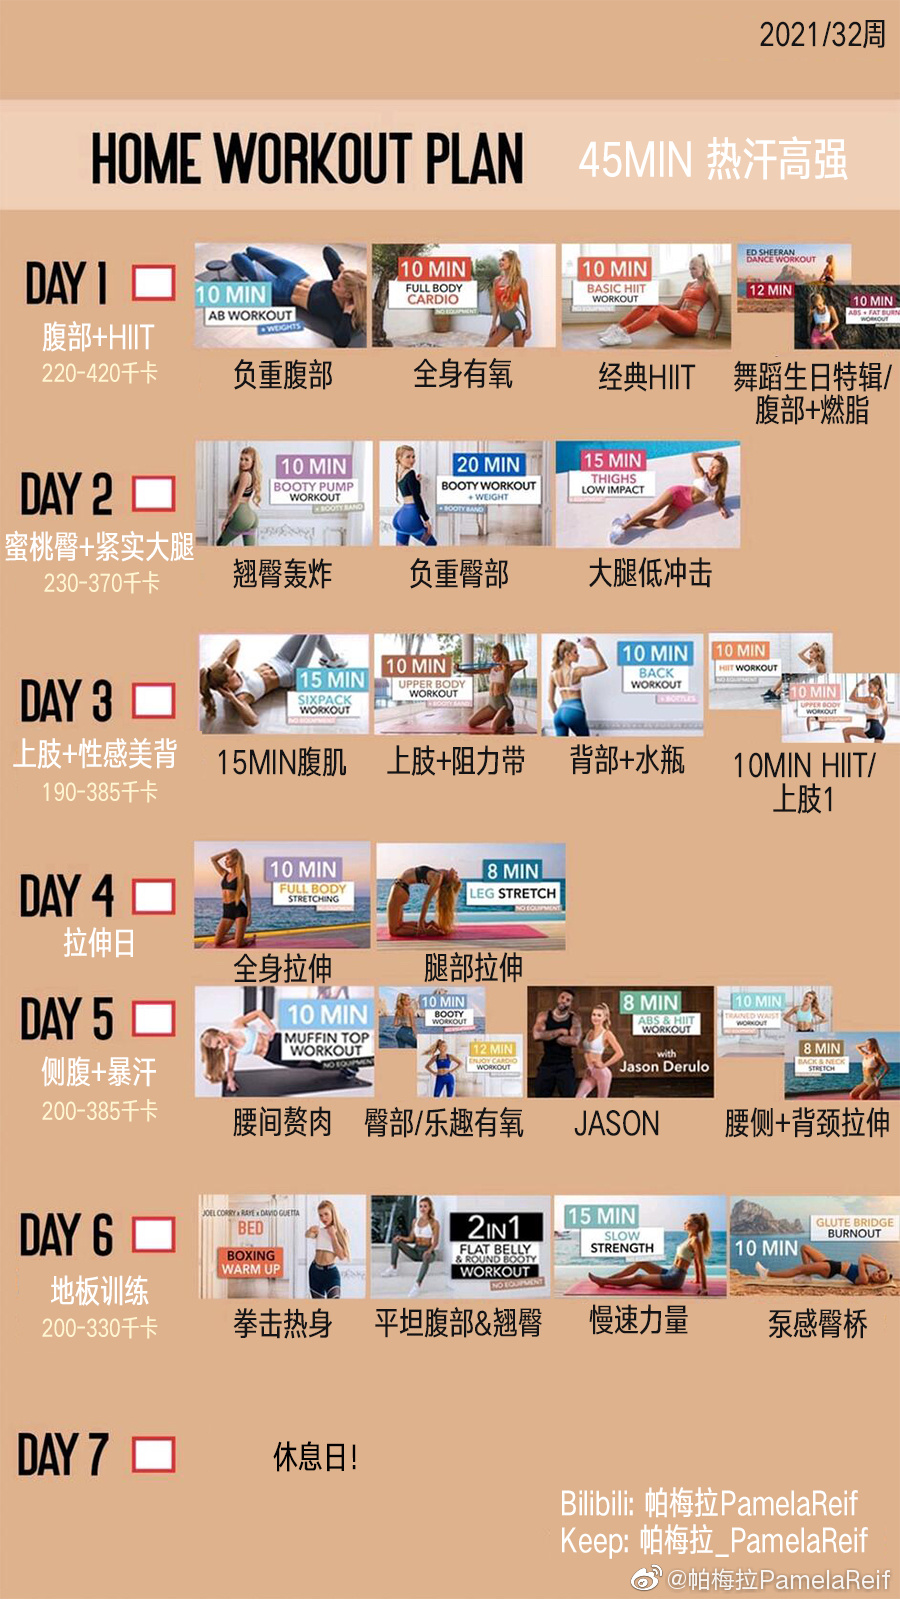 2021/32周
HOME WORKOUT PLAN
45MIN 热汗高强
DAY 1
腹部+HIIT
220-420千卡
10 MIN
AB WORKOUT
+ WEIGHTS
负重腹部
10 MIN
FULL BODY
CARDIO
NO EQUIPMENT
全身有氧
10 MIN
BASIC HIIT
WORKOUT
NO EQUIPMENT
经典HIIT
ED SHEERAN
DANCE WORKOUT
12 MIN
10 MIN
ABS + FAT BURN
WORKOUT
舞蹈生日特辑/
腹部+燃脂
DAY 2
蜜桃臀+紧实大腿
230-370千卡
10 MIN
BOOTY PUMP
WORKOUT
+ BOOTY BAND
翘臀轰炸
20 MIN
BOOTY WORKOUT
+ WEIGHT
+ BOOTY BAND
负重臀部
15 MIN
THIGHS
LOW IMPACT
大腿低冲击
DAY 3
上肢+性感美背
190-385千卡
15 MIN
SIXPACK
WORKOUT
NO EQUIPMENT
15MIN腹肌
10 MIN
UPPER BODY
WORKOUT
+ BOOTY BAND
上肢+阻力带
10 MIN
BACK
WORKOUT
+ BOTTLES
背部+水瓶
10 MIN
HIIT WORKOUT
10 MIN
UPPER BODY
WORKOUT
10MIN HIIT/
上肢1
DAY 4
拉伸日
10 MIN
FULL BODY
STRETCHING
全身拉伸
8 MIN
LEG STRETCH
NO EQUIPMENT
腿部拉伸
DAY 5
侧腹+暴汗
200-385千卡
10 MIN
MUFFIN TOP
WORKOUT
NO EQUIPMENT
腰间赘肉
10 MIN
BOOTY
WORKOUT
12 MIN
ENJOY CARDIO
WORKOUT
臀部/乐趣有氧
8 MIN
ABS & HIIT
WORKOUT
with
Jason Derulo
JASON
10 MIN
TRAINED WAIST
WORKOUT
8 MIN
BACK & NECK
STRETCH
腰侧+背颈拉伸
DAY 6
地板训练
200-330千卡
JOEL CORRY x RAYE x DAVID GUETTA
BED
BOXING
WARM UP
拳击热身
2 IN 1
FLAT BELLY
& ROUND BOOTY
WORKOUT
NO EQUIPMENT
平坦腹部&翘臀
15 MIN
SLOW
STRENGTH
慢速力量
GLUTE BRIDGE
BURNOUT
10 MIN
泵感臀桥
DAY 7
休息日!
Bilibili: 帕梅拉PamelaReif
Keep: 帕梅拉_PamelaReif
@帕梅拉PamelaReif